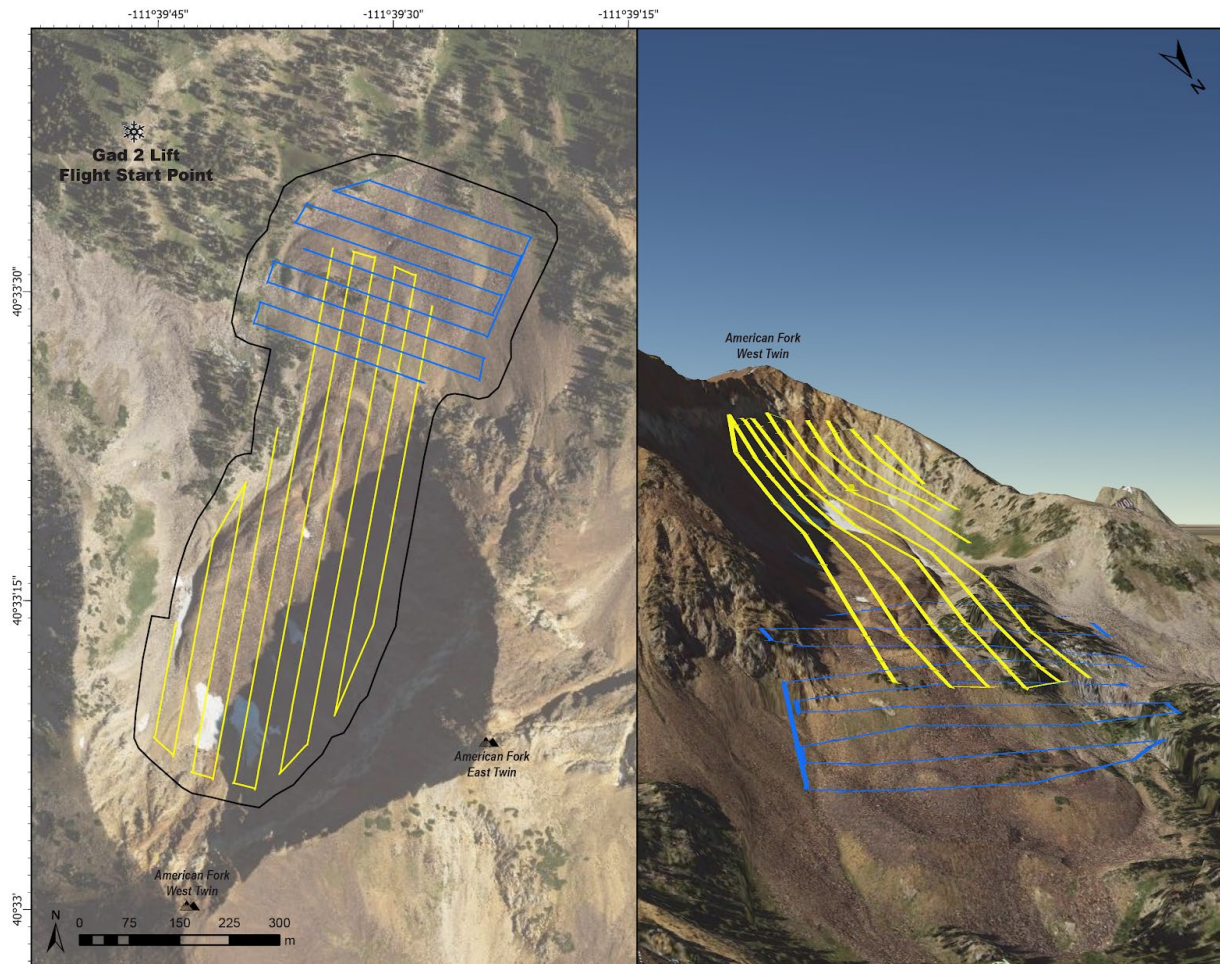 -111°39'45"
-111°39'30"
-111°39'15"
Gad 2 Lift
Flight Start Point
40°33'30"
40°33'15"
40°33'
American Fork
East Twin
American Fork
West Twin
N
0 75 150 225 300
m
N
American Fork
West Twin